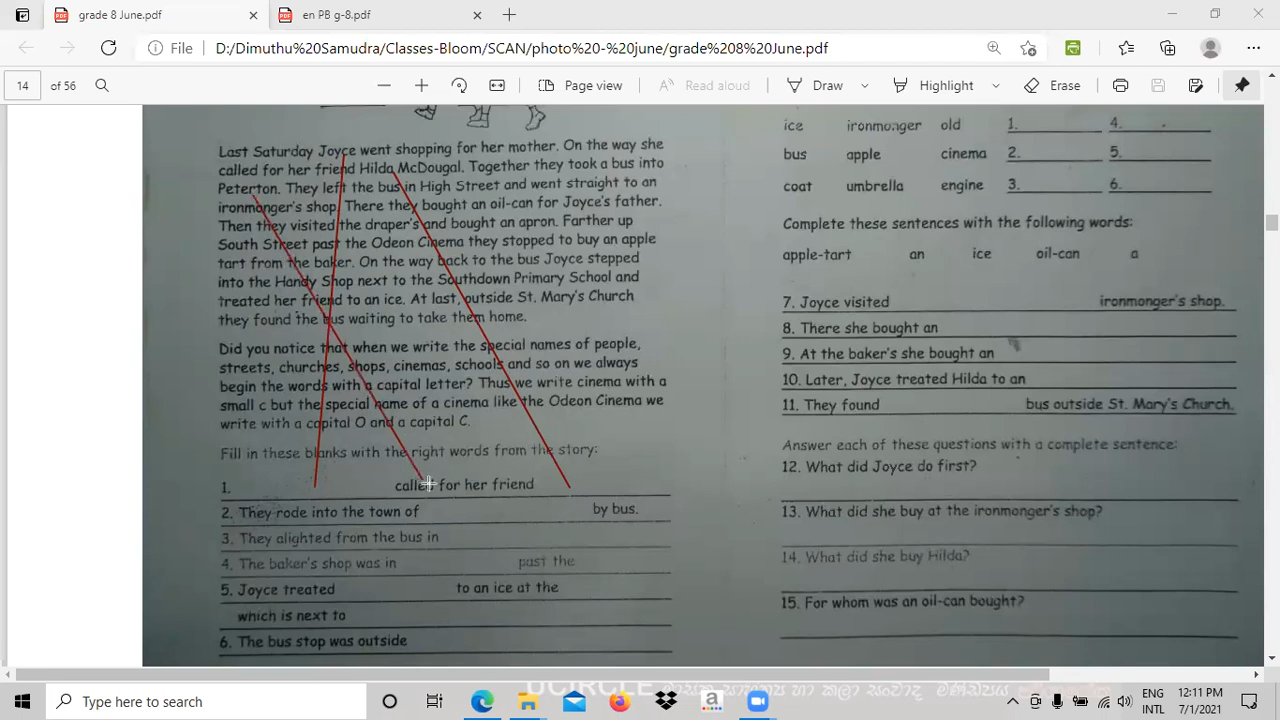 grade 8 June.pdf
en PB g-8.pdf
File
D:/Dimuthu%20Samudra/Classes-Bloom/SCAN/photo%20-%20june/grade%208%20June.pdf
14 of 56
Page view
Read aloud
Draw
Highlight
Erase
Last Saturday Joyce went shopping for her mother. On the way she
called for her friend Hilda McDougal. Together they took a bus into
Peterton. They left the bus in High Street and went straight to an
ironmonger's shop. There they bought an oil-can for Joyce's father.
Then they visited the draper's and bought an apron. Farther up
South Street past the Odeon Cinema they stopped to buy an apple
tart from the baker. On the way back to the bus Joyce stepped
into the Handy Shop next to the Southdown Primary School and
treated her friend to an ice. At last, outside St. Mary's Church
they found the bus waiting to take them home.
Did you notice that when we write the special names of people,
streets, churches, shops, cinemas, schools and so on we always
begin the words with a capital letter? Thus we write cinema with a
small c but the special name of a cinema like the Odeon Cinema we
write with a capital O and a capital C.
Fill in these blanks with the right words from the story:
1. called for her friend
2. They rode into the town of by bus.
3. They alighted from the bus in
4. The baker's shop was in past the
5. Joyce treated to an ice at the
which is next to
6. The bus stop was outside
ice ironmonger old 1. 4.
bus apple cinema 2. 5.
coat umbrella engine 3. 6.
Complete these sentences with the following words:
apple-tart an ice oil-can a
7. Joyce visited ironmonger's shop.
8. There she bought an
9. At the baker's she bought an
10. Later, Joyce treated Hilda to an
11. They found bus outside St. Mary's Church.
Answer each of these questions with a complete sentence:
12. What did Joyce do first?
13. What did she buy at the ironmonger's shop?
14. What did she buy Hilda?
15. For whom was an oil-can bought?
Type here to search
UCIRCLE
ENG
INTL
12:11 PM
7/1/2021